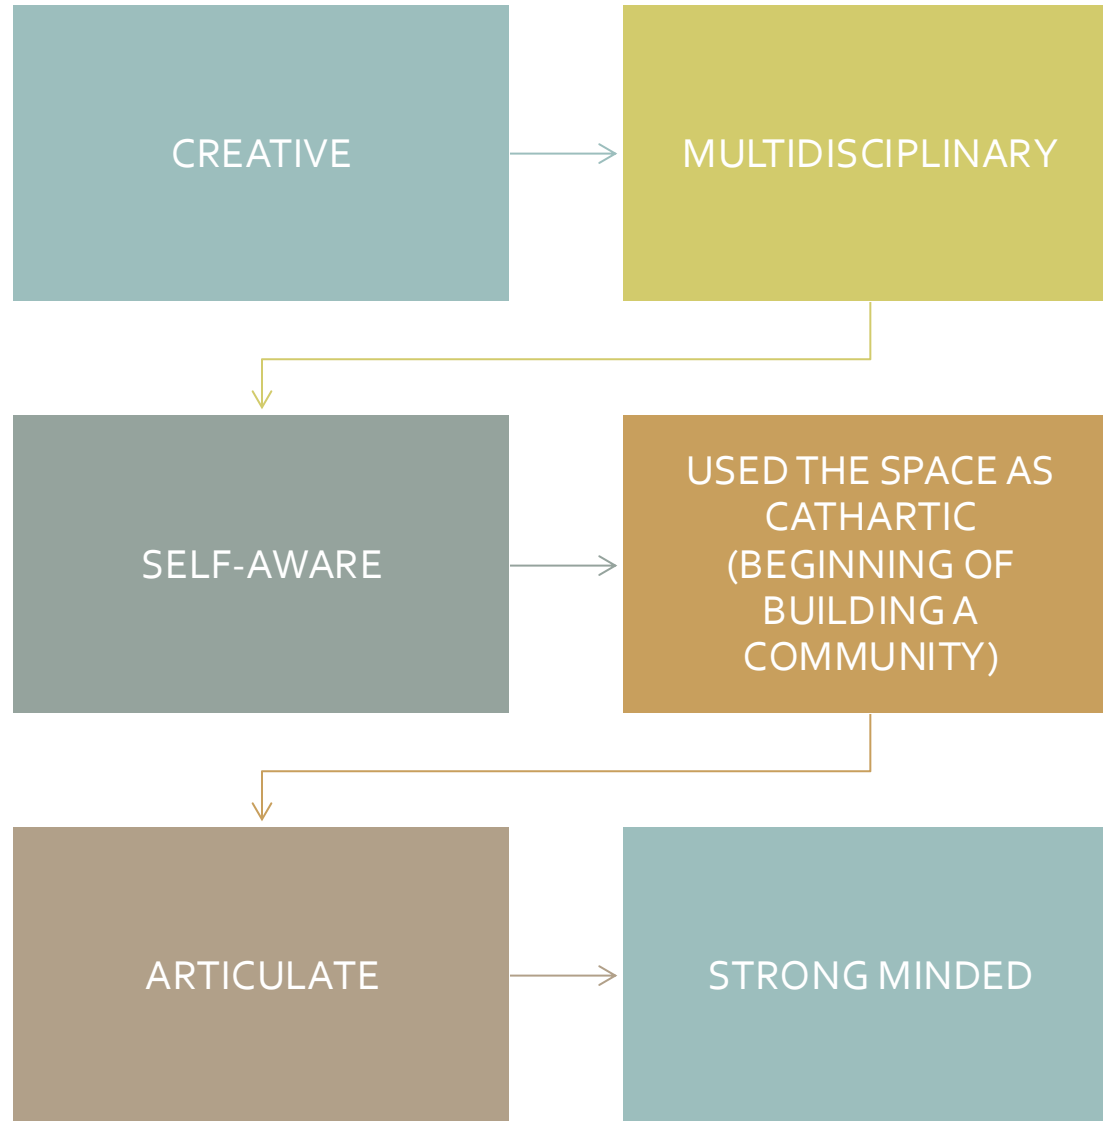 CREATIVE
MULTIDISCIPLINARY
SELF-AWARE
USED THE SPACE AS
CATHARTIC
(BEGINNING OF
BUILDING A
COMMUNITY)
ARTICULATE
STRONG MINDED